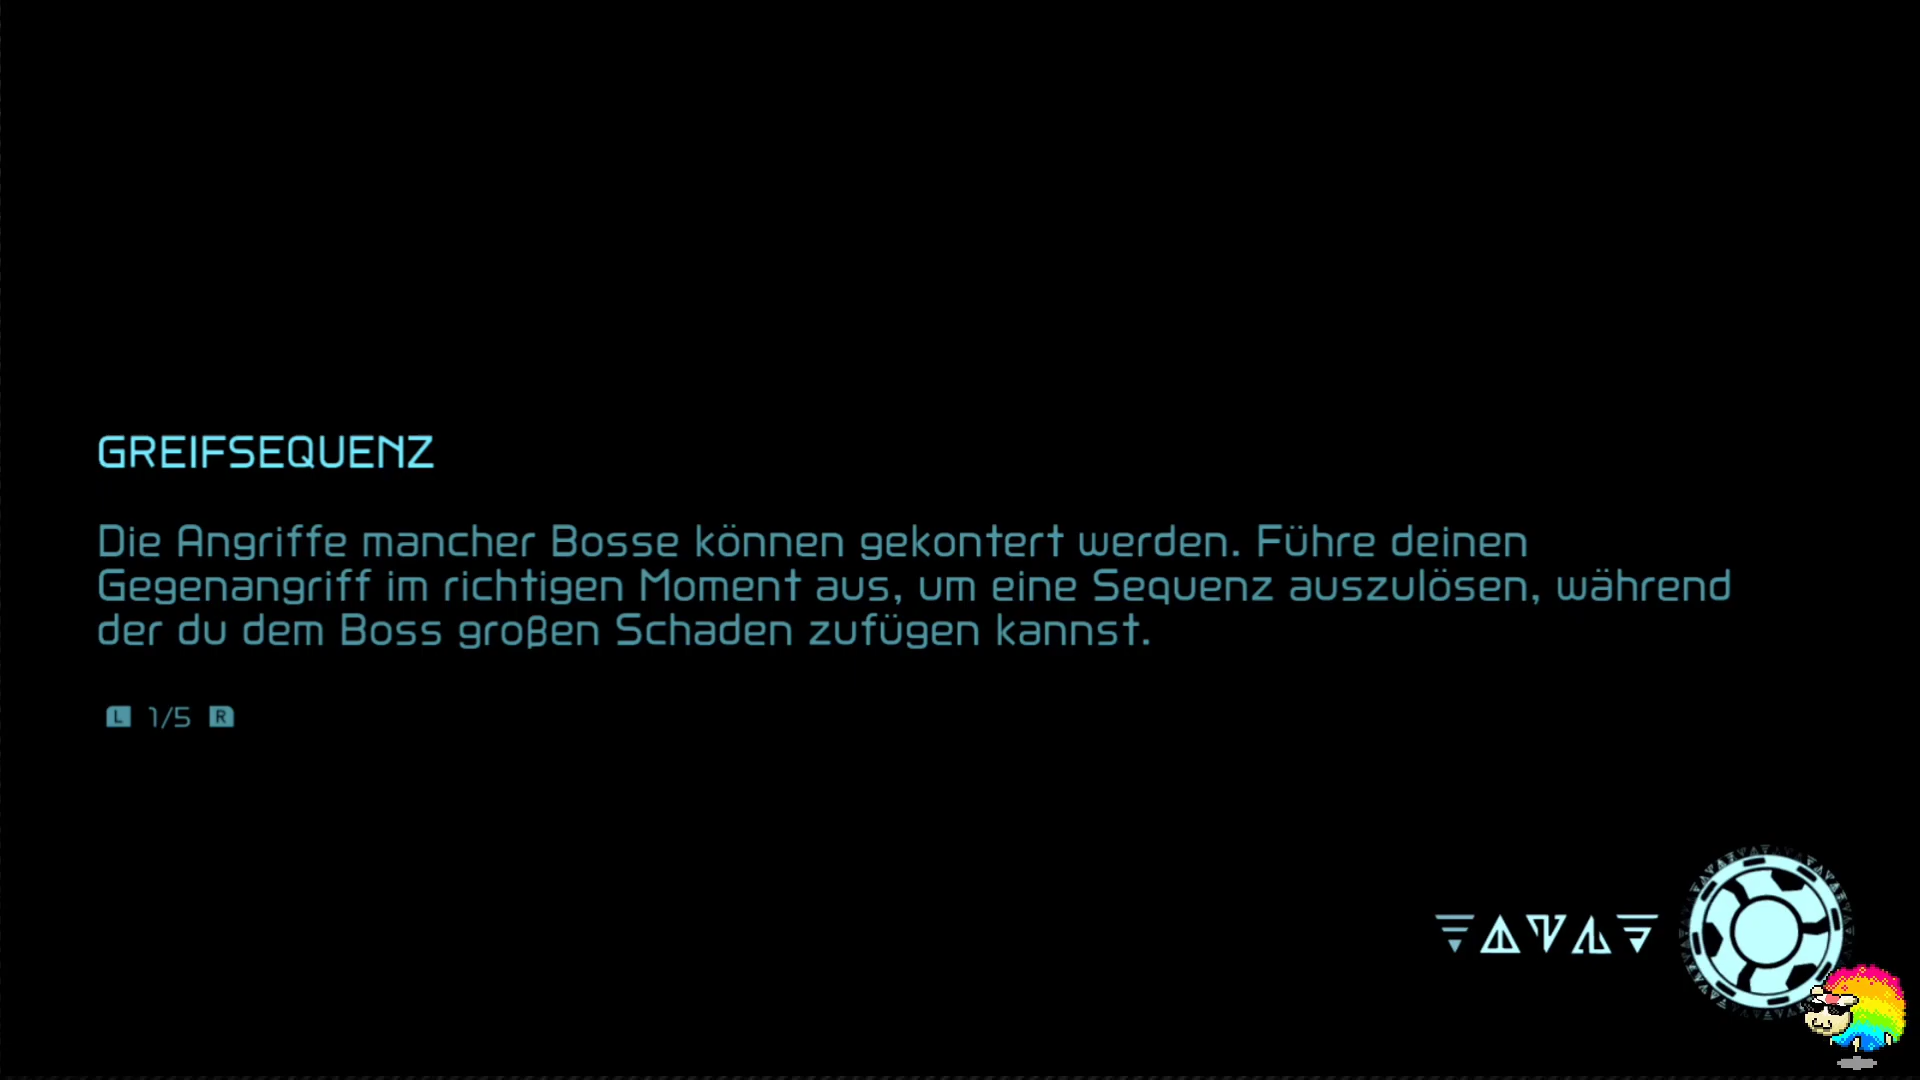 GREIFSEQUENZ
Die Angriffe mancher Bosse können gekontert werden. Führe deinen
Gegenangriff im richtigen Moment aus, um eine Sequenz auszulösen, während
der du dem Boss großen Schaden zufügen kannst.
L 1/5 R